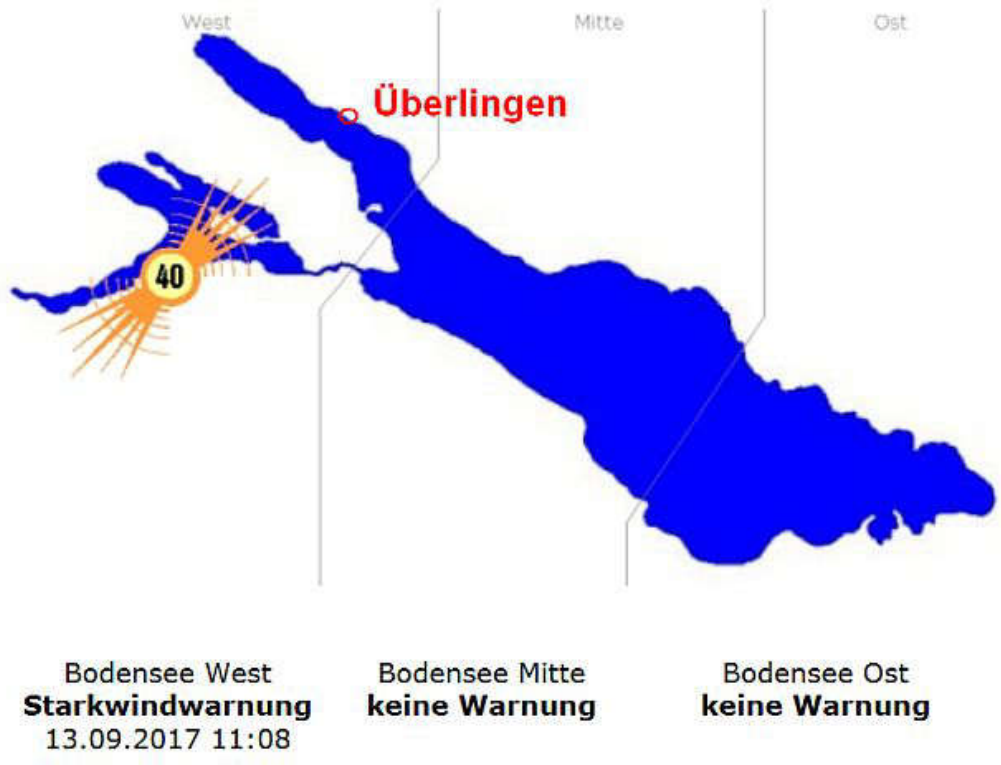 West
Mitte
Ost
Überlingen
40
Bodensee West
Starkwindwarnung
13.09.2017 11:08
Bodensee Mitte
keine Warnung
Bodensee Ost
keine Warnung